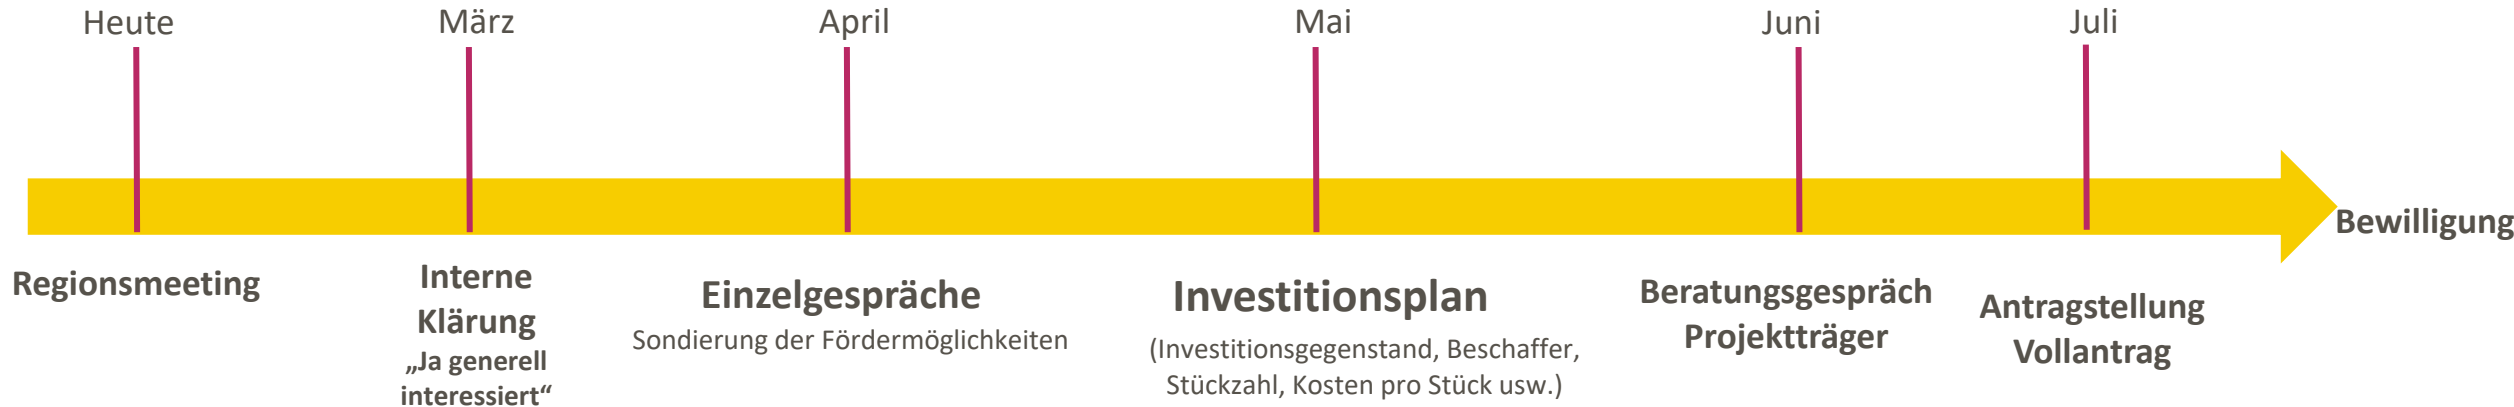 Heute
März
April
Mai
Juni
Juli
Bewilligung
Regionsmeeting
Interne
Klärung
„Ja generell
interessiert“
Einzelgespräche
Sondierung der Fördermöglichkeiten
Investitionsplan
(Investitionsgegenstand, Beschaffer,
Stückzahl, Kosten pro Stück usw.)
Beratungsgespräch
Projektträger
Antragstellung
Vollantrag